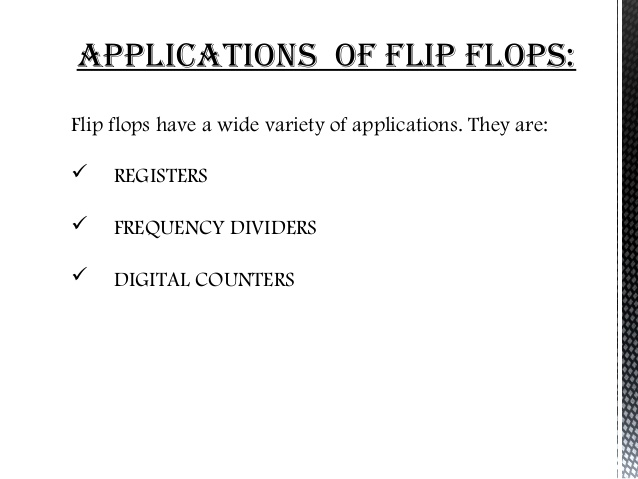 APPLICATIONS OF FLIP FLOPS:
Flip flops have a wide variety of applications. They are:
✓ REGISTERS
✓ FREQUENCY DIVIDERS
✓ DIGITAL COUNTERS